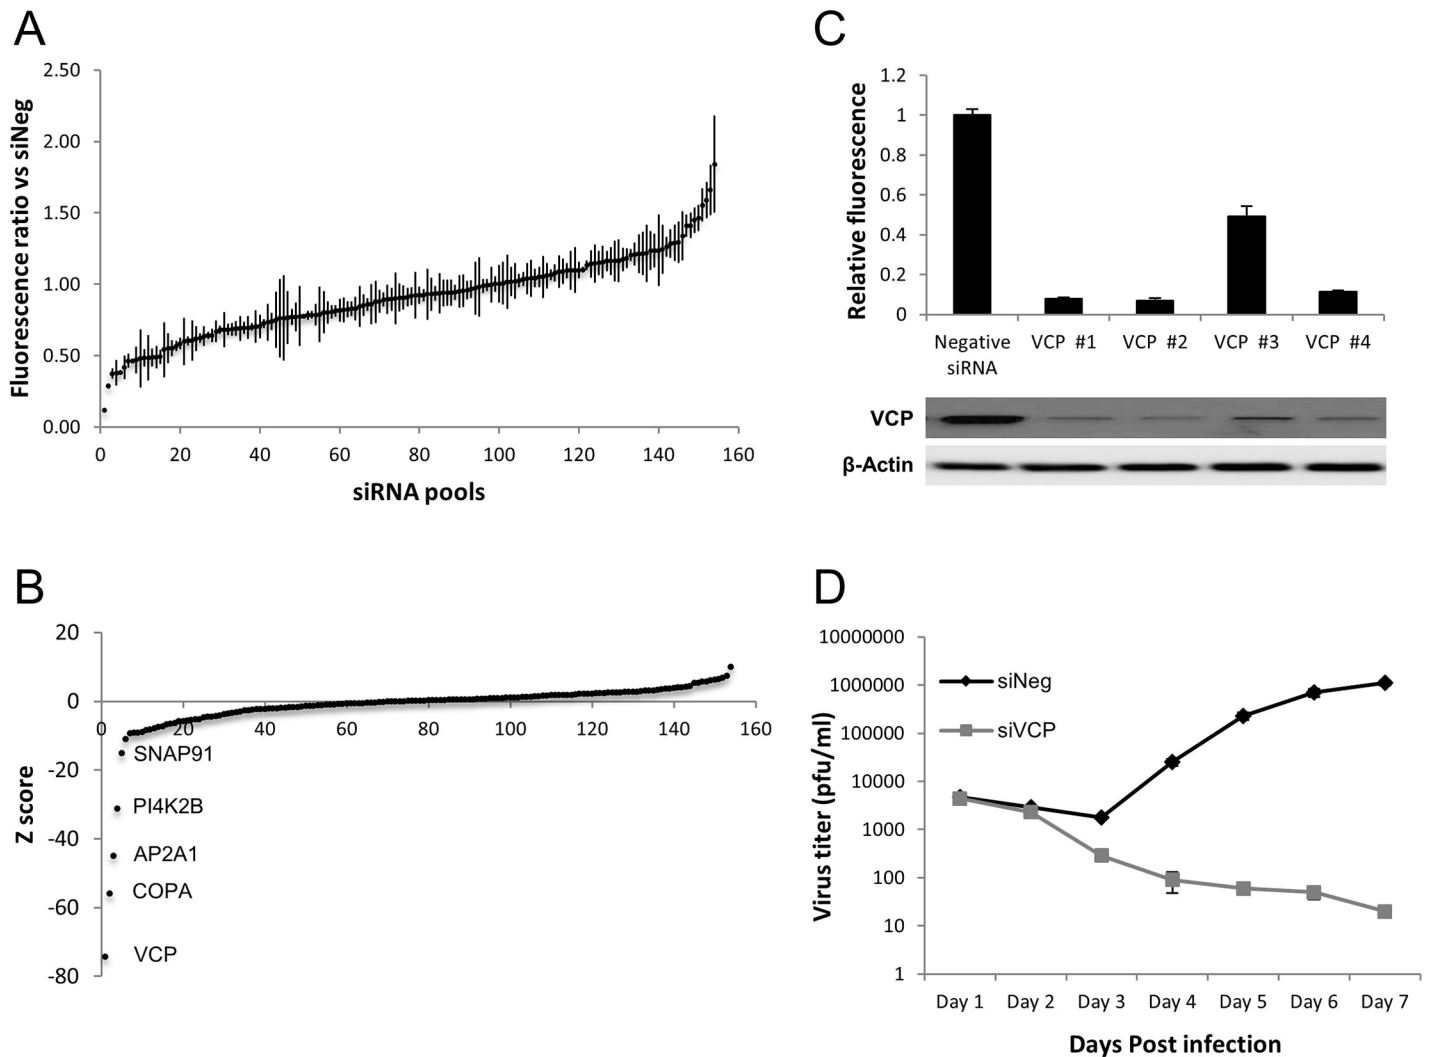 A
Fluorescence ratio vs siNeg
2.50
2.00
1.50
1.00
0.50
0.00
0 20 40 60 80 100 120 140 160
siRNA pools
B
Z score
20
0
-20
-40
-60
-80
0 20 40 60 80 100 120 140 160
SNAP91
PI4K2B
AP2A1
COPA
VCP
C
Relative fluorescence
1.2
1
0.8
0.6
0.4
0.2
0
Negative siRNA
VCP #1
VCP #2
VCP #3
VCP #4
VCP
β-Actin
D
Virus titer (pfu/ml)
10000000
1000000
100000
10000
1000
100
10
1
siNeg
siVCP
Day 1 Day 2 Day 3 Day 4 Day 5 Day 6 Day 7
Days Post infection